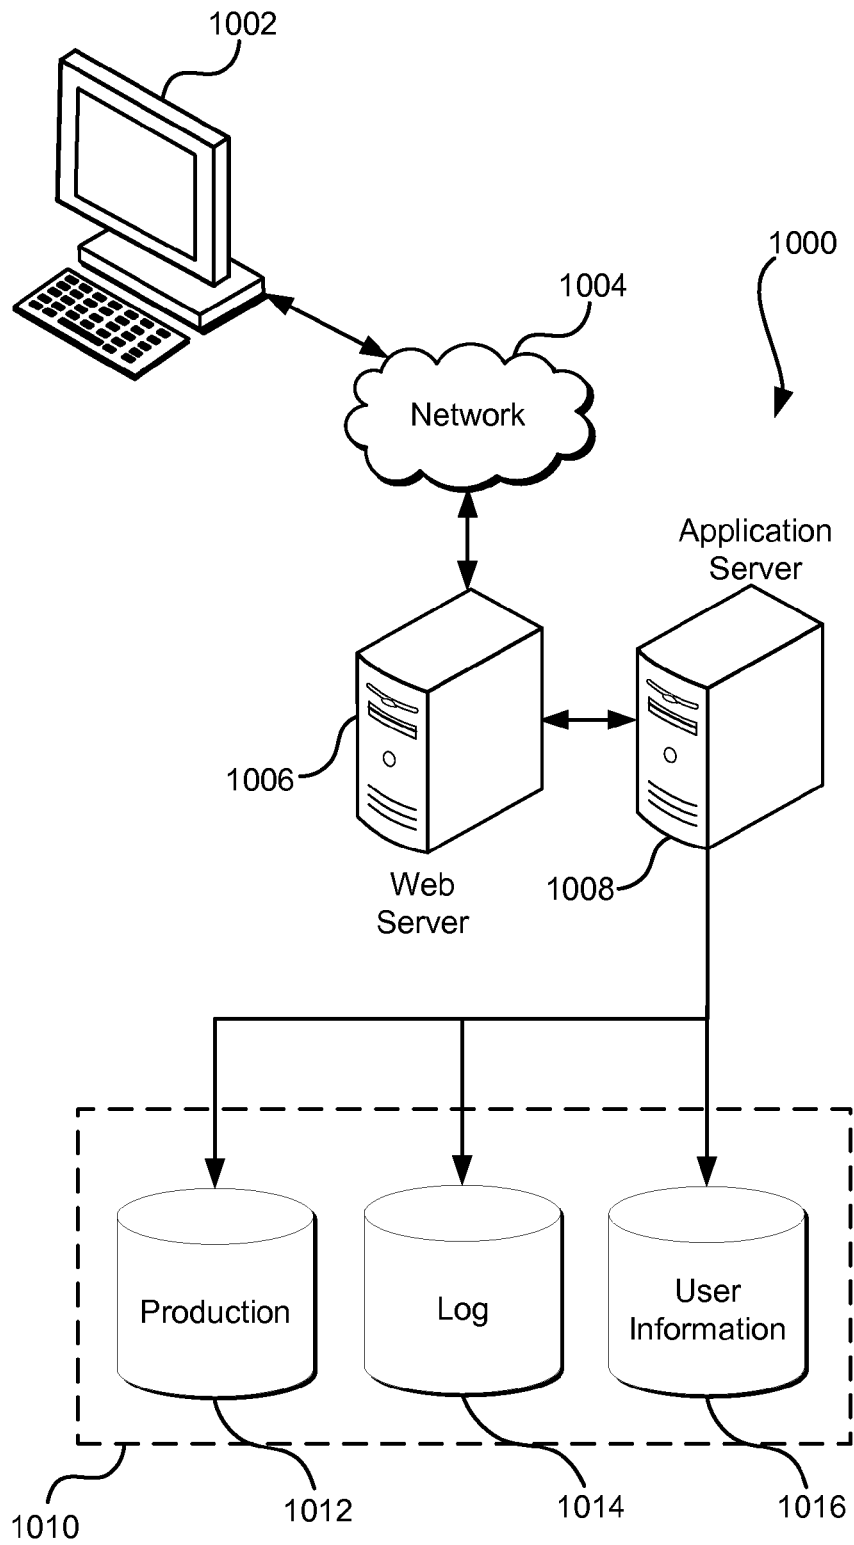 1002
1000
1004
Network
Application
Server
1006
Web
Server
1008
Production
Log
User
Information
1010
1012
1014
1016